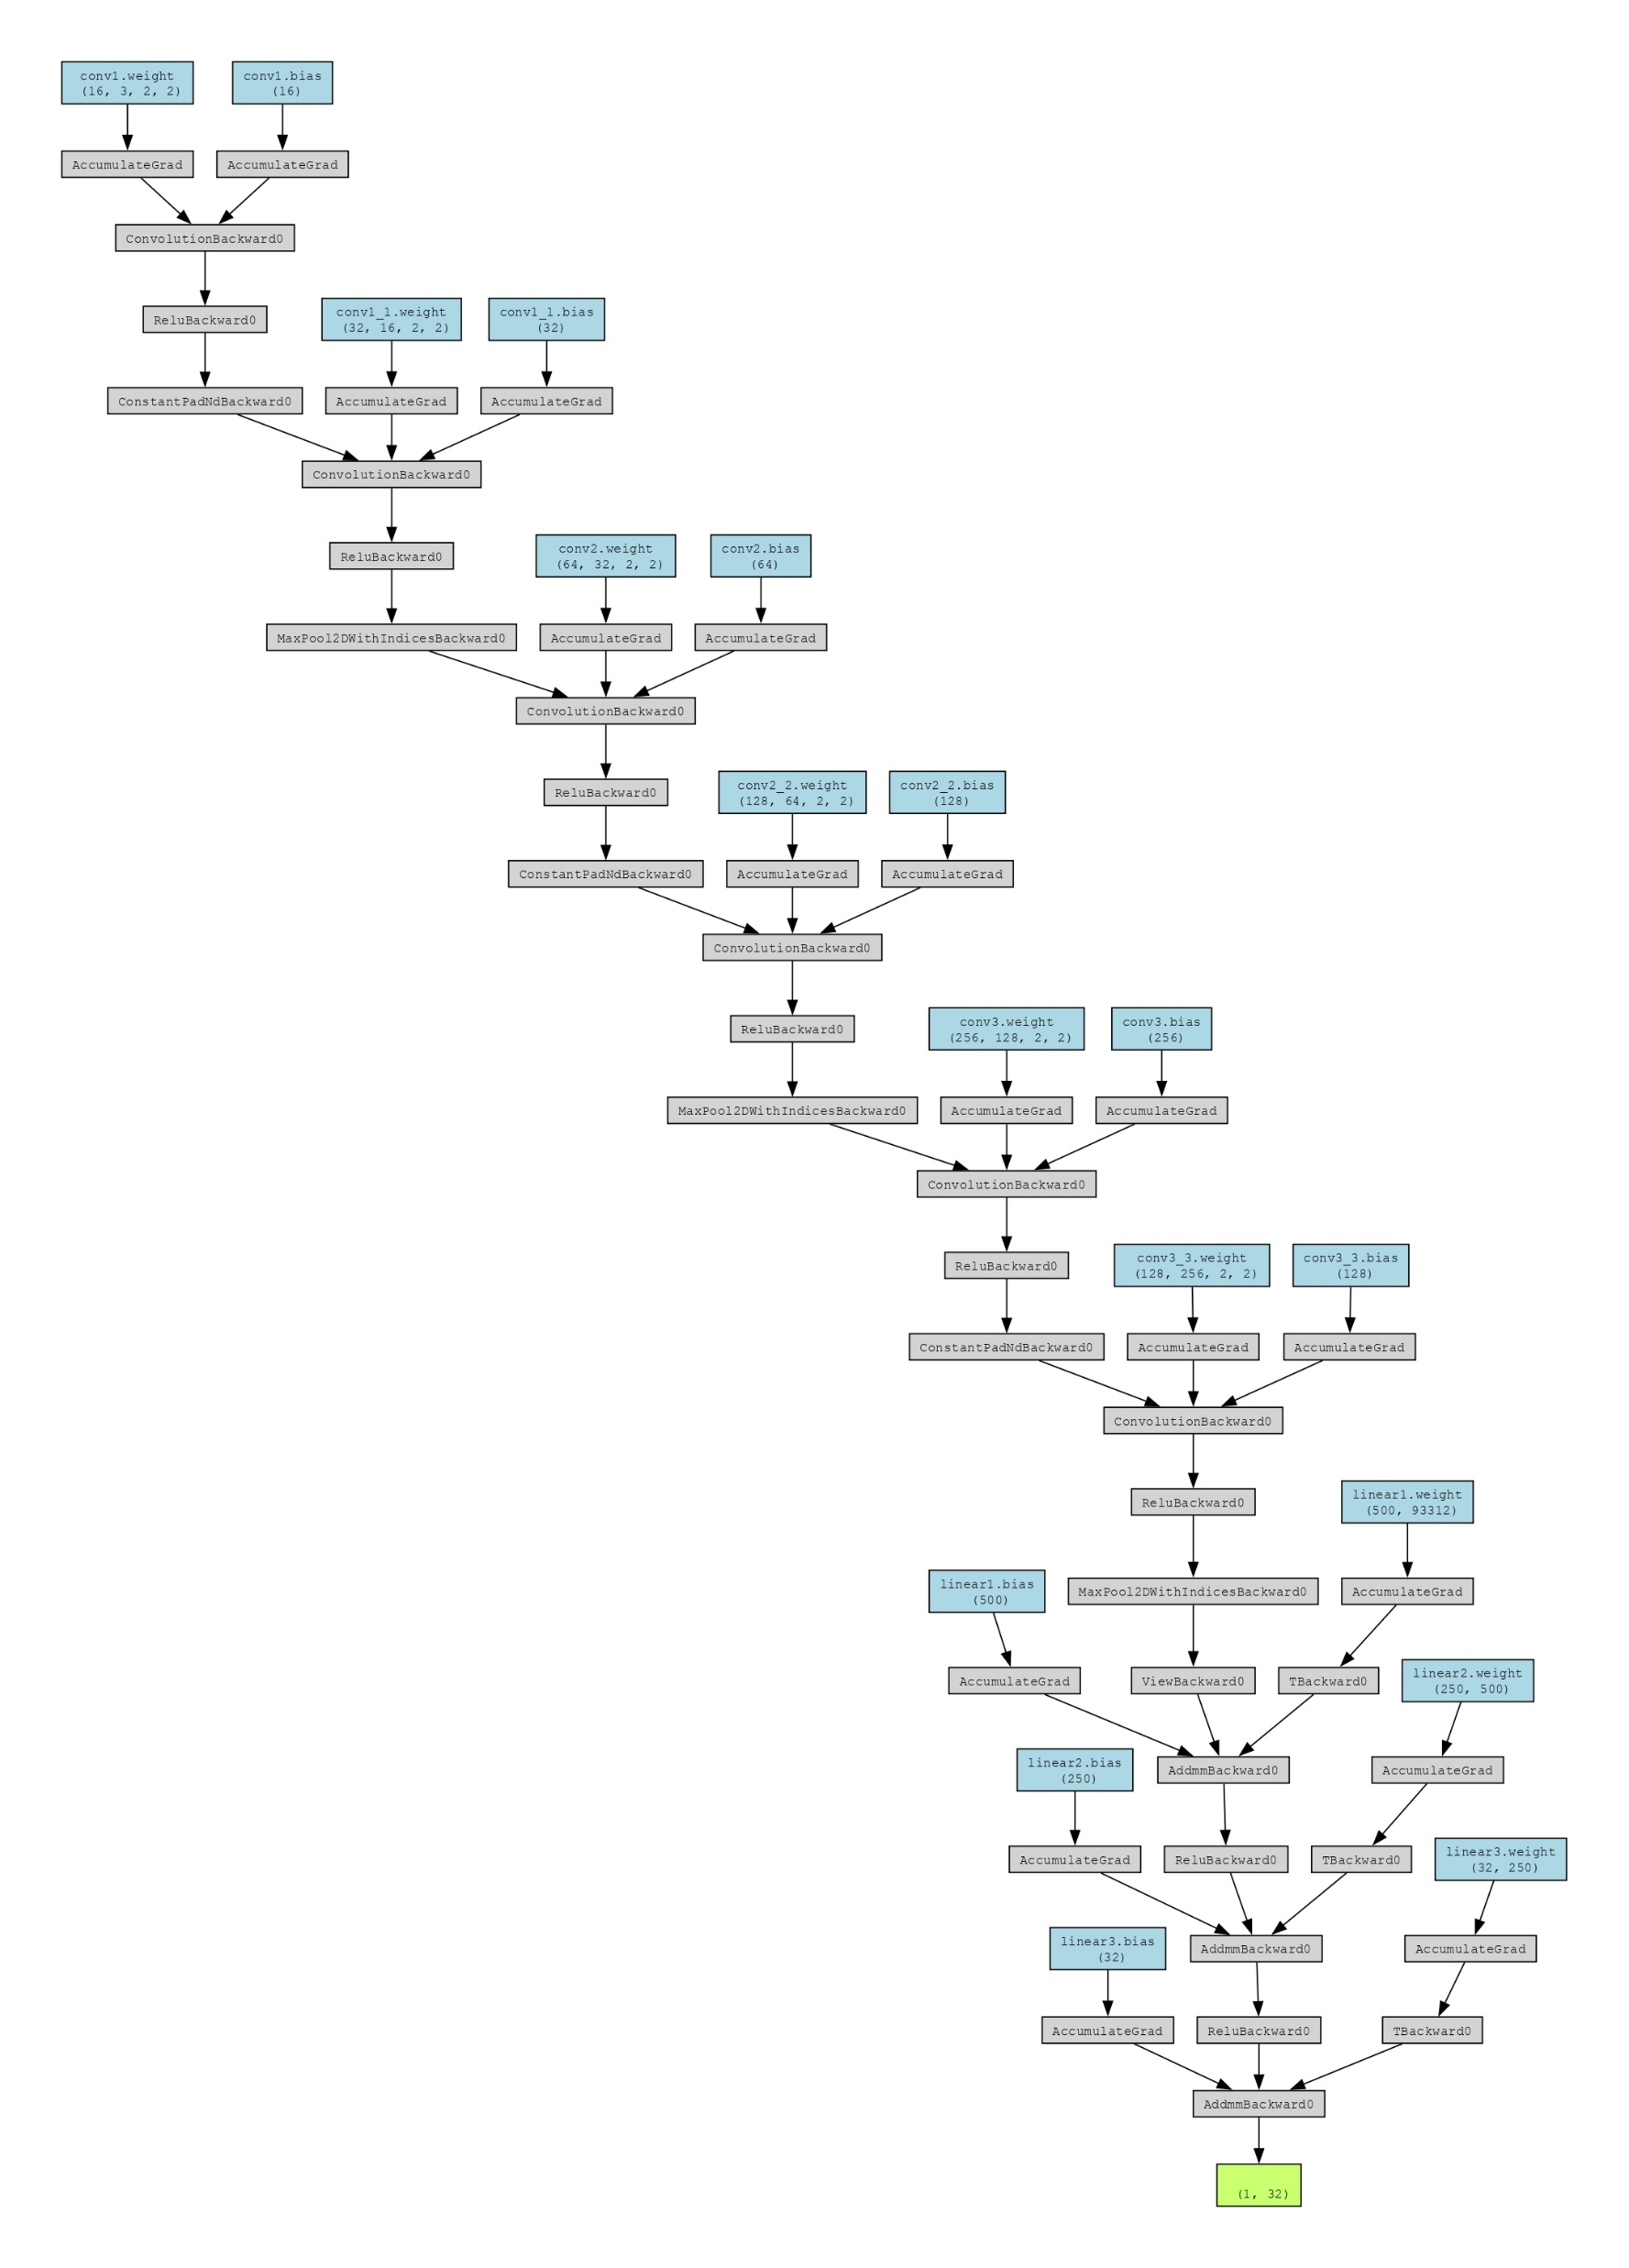 conv1.weight
(16, 3, 2, 2)
conv1.bias
(16)
AccumulateGrad
AccumulateGrad
ConvolutionBackward0
ReluBackward0
conv1_1.weight
(32, 16, 2, 2)
conv1_1.bias
(32)
ConstantPadNdBackward0
AccumulateGrad
AccumulateGrad
ConvolutionBackward0
ReluBackward0
conv2.weight
(64, 32, 2, 2)
conv2.bias
(64)
MaxPool2DWithIndicesBackward0
AccumulateGrad
AccumulateGrad
ConvolutionBackward0
ReluBackward0
conv2_2.weight
(128, 64, 2, 2)
conv2_2.bias
(128)
ConstantPadNdBackward0
AccumulateGrad
AccumulateGrad
ConvolutionBackward0
ReluBackward0
conv3.weight
(256, 128, 2, 2)
conv3.bias
(256)
MaxPool2DWithIndicesBackward0
AccumulateGrad
AccumulateGrad
ConvolutionBackward0
ReluBackward0
conv3_3.weight
(128, 256, 2, 2)
conv3_3.bias
(128)
ConstantPadNdBackward0
AccumulateGrad
AccumulateGrad
ConvolutionBackward0
ReluBackward0
linear1.weight
(500, 93312)
linear1.bias
(500)
MaxPool2DWithIndicesBackward0
AccumulateGrad
AccumulateGrad
ViewBackward0
TBackward0
linear2.weight
(250, 500)
linear2.bias
(250)
AddmmBackward0
AccumulateGrad
AccumulateGrad
ReluBackward0
TBackward0
linear3.weight
(32, 250)
linear3.bias
(32)
AddmmBackward0
AccumulateGrad
AccumulateGrad
ReluBackward0
TBackward0
AddmmBackward0
(1, 32)